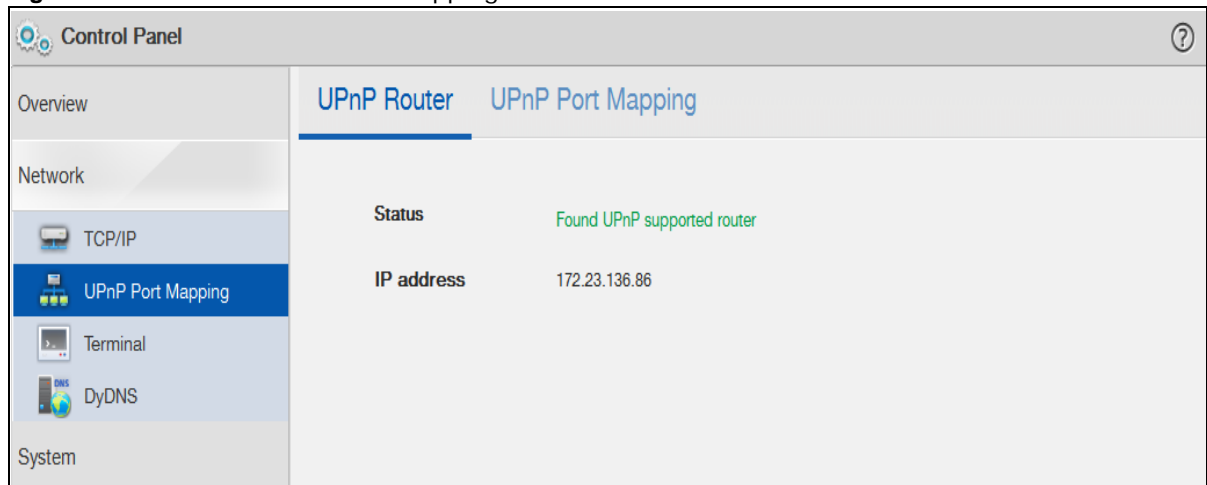 Control Panel
?
Overview
UPnP Router UPnP Port Mapping
Network
Status Found UPnP supported router
TCP/IP
IP address 172.23.136.86
UPnP Port Mapping
Terminal
DNS
DyDNS
System